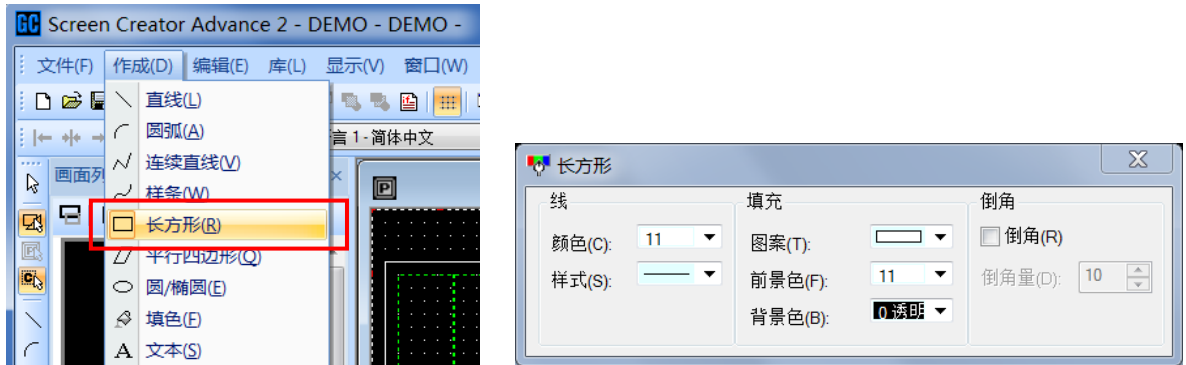 GC Screen Creator Advance 2 - DEMO - DEMO -
文件(F) 作成(D) 编辑(E) 库(L) 显示(V) 窗口(W)
直线(L)
圆弧(A)
言 1 - 简体中文
连续直线(V)
画面列
样条(W)
P
长方形(R)
平行四边形(Q)
圆/椭圆(E)
填色(F)
A 文本(S)
长方形
线 填充 倒角
颜色(C): 11 图案(T): 倒角(R)
样式(S): 前景色(F): 11 倒角量(D): 10
背景色(B): 0 透明